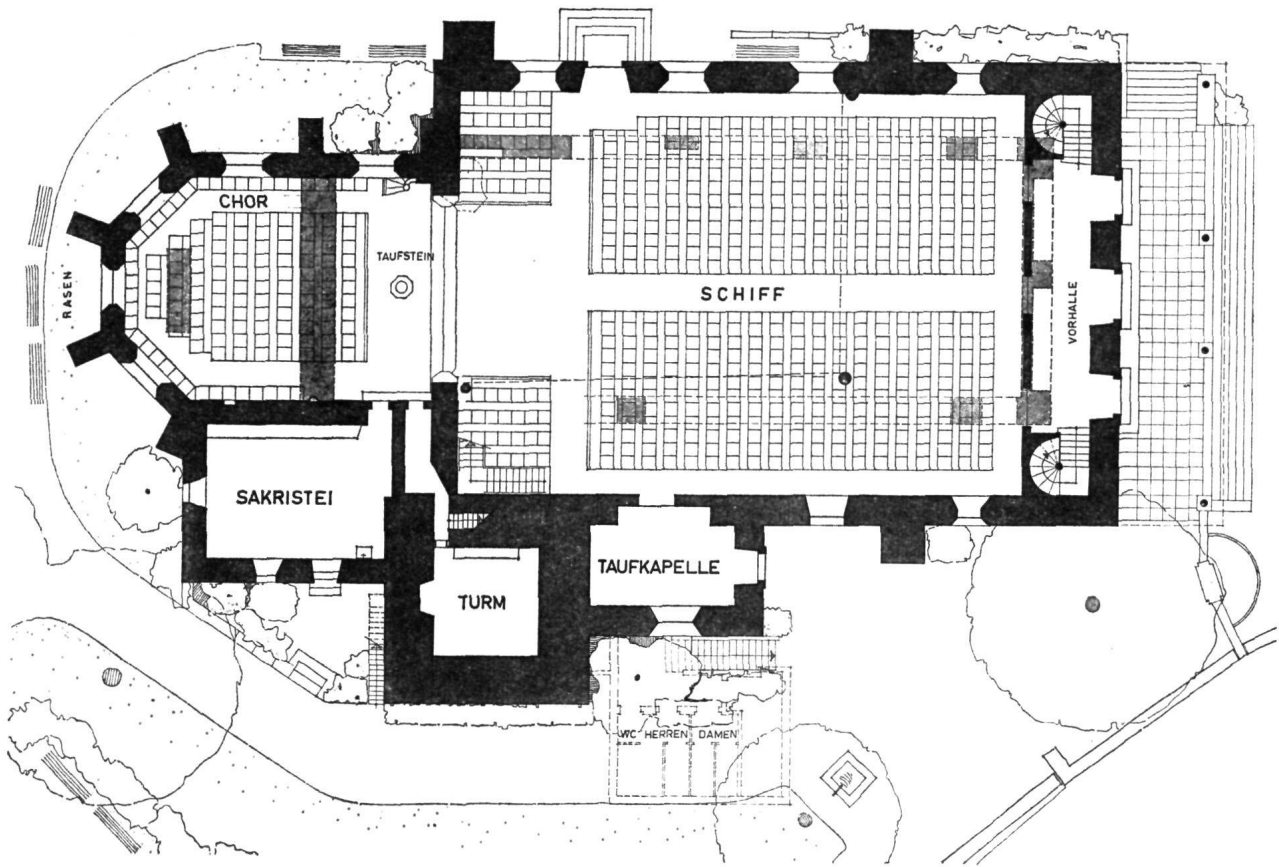 CHOR
TAUFSTEIN
RASEN
SCHIFF
VORHALLE
SAKRISTEI
TAUFKAPELLE
TURM
WC HERREN DAMEN